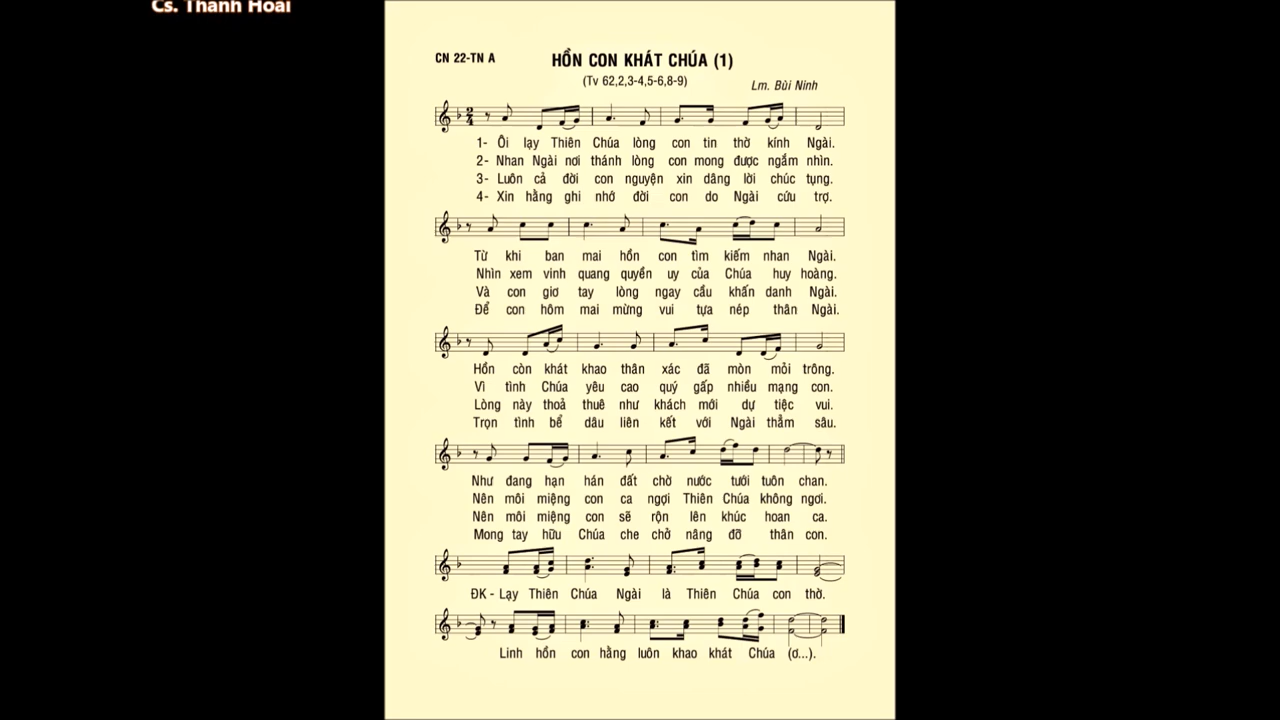 Cs. Thanh Hoài
CN 22-TN A
HỒN CON KHÁT CHÚA (1)
(Tv 62,2,3-4,5-6,8-9)
Lm. Bùi Ninh
1- Ôi lạy Thiên Chúa lòng con tin thờ kính Ngài.
2- Nhan Ngài nơi thánh lòng con mong được ngắm nhìn.
3- Luôn cả đời con nguyện xin dâng lời chúc tụng.
4- Xin hằng ghi nhớ đời con do Ngài cứu trợ.
Từ khi ban mai hồn con tìm kiếm nhan Ngài.
Nhìn xem vinh quang quyền uy của Chúa huy hoàng.
Và con giơ tay lòng ngay cầu khấn danh Ngài.
Để con hôm mai mừng vui tựa nép thân Ngài.
Hồn còn khát khao thân xác đã mòn mỏi trông.
Vì tình Chúa yêu cao quý gấp nhiều mạng con.
Lòng này thoả thuê như khách mới dự tiệc vui.
Trọn tình bể dâu liên kết với Ngài thẳm sâu.
Như đang hạn hán đất chờ nước tưới tuôn chan.
Nên môi miệng con ca ngợi Thiên Chúa không ngơi.
Nên môi miệng con sẽ rộn lên khúc hoan ca.
Mong tay hữu Chúa che chở nâng đỡ thân con.
ĐK - Lạy Thiên Chúa Ngài là Thiên Chúa con thờ.
Linh hồn con hằng luôn khao khát Chúa (ơ...).